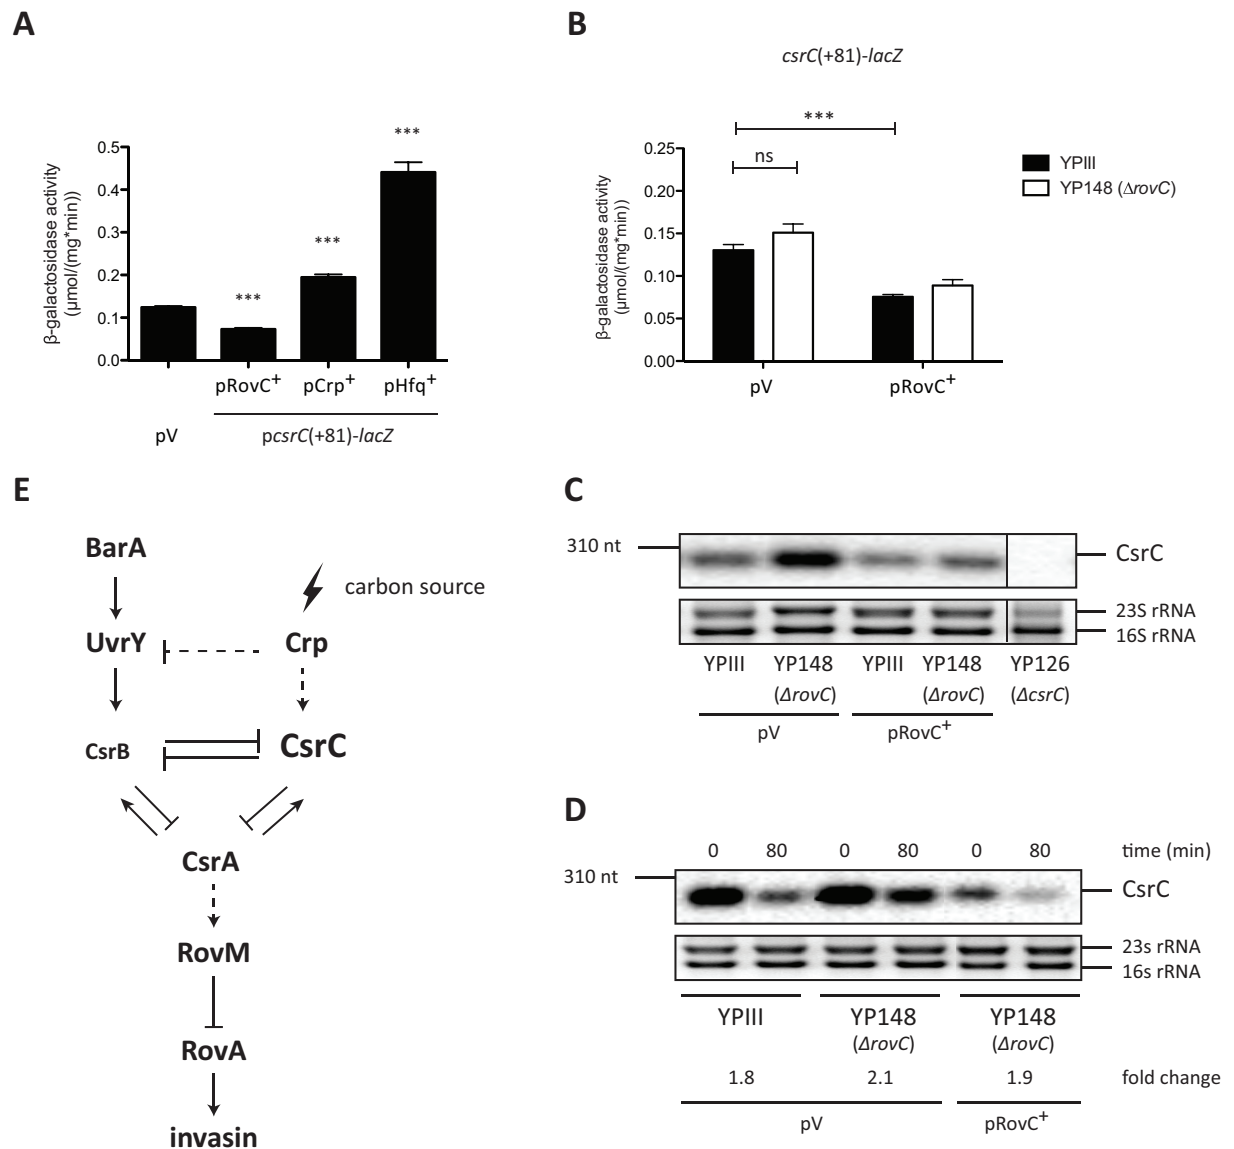 A
β-galactosidase activity
(µmol/(mg*min))
0.5
0.4
0.3
0.2
0.1
0.0
***
***
***
pRovC+
pCrp+
pHfq+
pV
pcsrC(+81)-lacZ
B
csrC(+81)-lacZ
β-galactosidase activity
(µmol/(mg*min))
0.25
0.20
0.15
0.10
0.05
0.00
***
ns
pV
pRovC+
YPIII
YP148 (ΔrovC)
E
BarA
carbon source
UvrY
Crp
CsrB
CsrC
CsrA
RovM
RovA
invasin
C
310 nt
CsrC
23S rRNA
16S rRNA
YPIII YP148 YPIII YP148 YP126
(ΔrovC) (ΔrovC) (ΔcsrC)
pV pRovC+
D
0 80 0 80 0 80 time (min)
310 nt
CsrC
23s rRNA
16s rRNA
YPIII YP148 YP148
(ΔrovC) (ΔrovC)
1.8 2.1 1.9 fold change
pV pRovC+